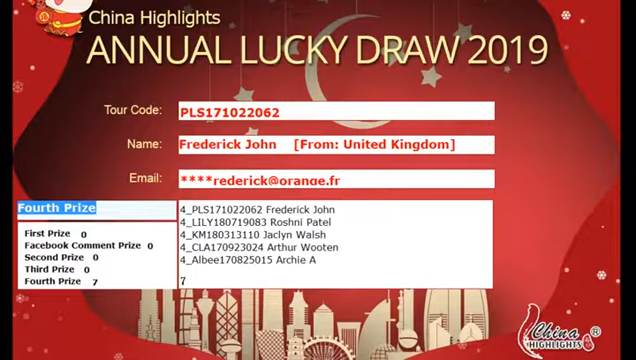 China Highlights
ANNUAL LUCKY DRAW 2019
Tour Code: PLS171022062
Name: Frederick John [From: United Kingdom]
Email: ****rederick@orange.fr
Fourth Prize
First Prize 0
Facebook Comment Prize 0
Second Prize 0
Third Prize 0
Fourth Prize 7
4_PLS171022062 Frederick John
4_LILY180719083 Roshni Patel
4_KM180313110 Jaclyn Walsh
4_CLA170923024 Arthur Wooten
4_Albee170825015 Archie A
7
China ®
HIGHLIGHTS